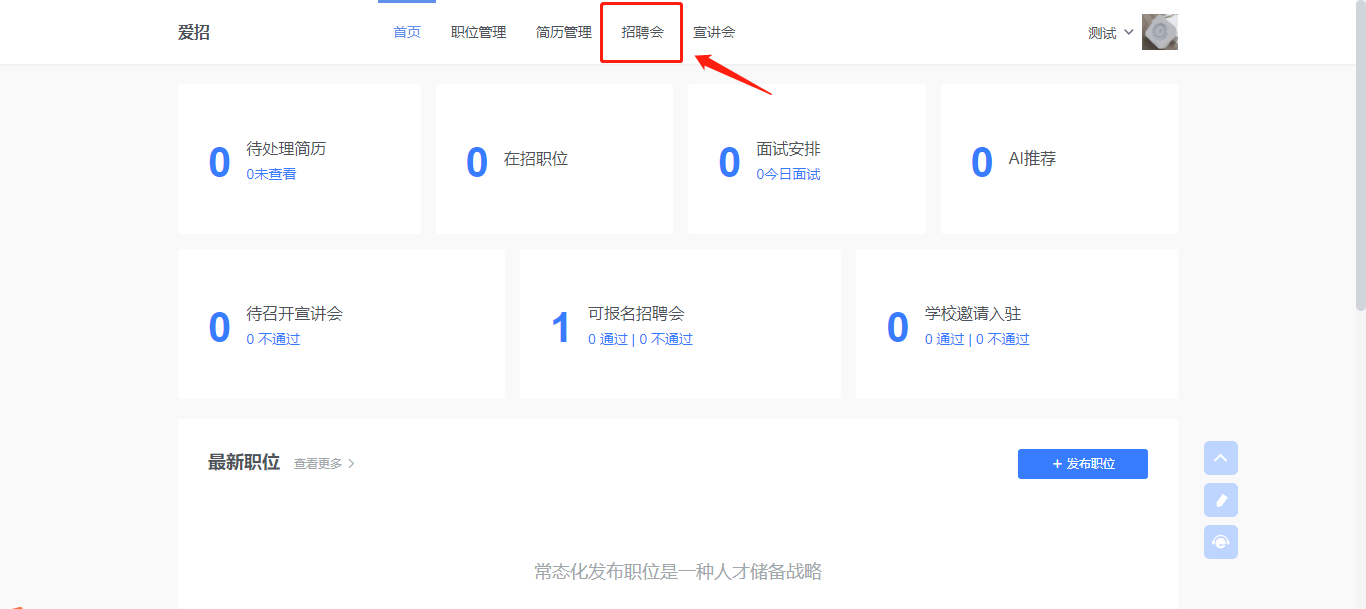 爱招 首页 职位管理 简历管理 招聘会 宣讲会 测试
0 待处理简历
0未查看
0 在招职位
0 面试安排
0今日面试
0 AI推荐
0 待召开宣讲会
0 不通过
1 可报名招聘会
0 通过 | 0 不通过
0 学校邀请入驻
0 通过 | 0 不通过
最新职位 查看更多 >
+ 发布职位
常态化发布职位是一种人才储备战略